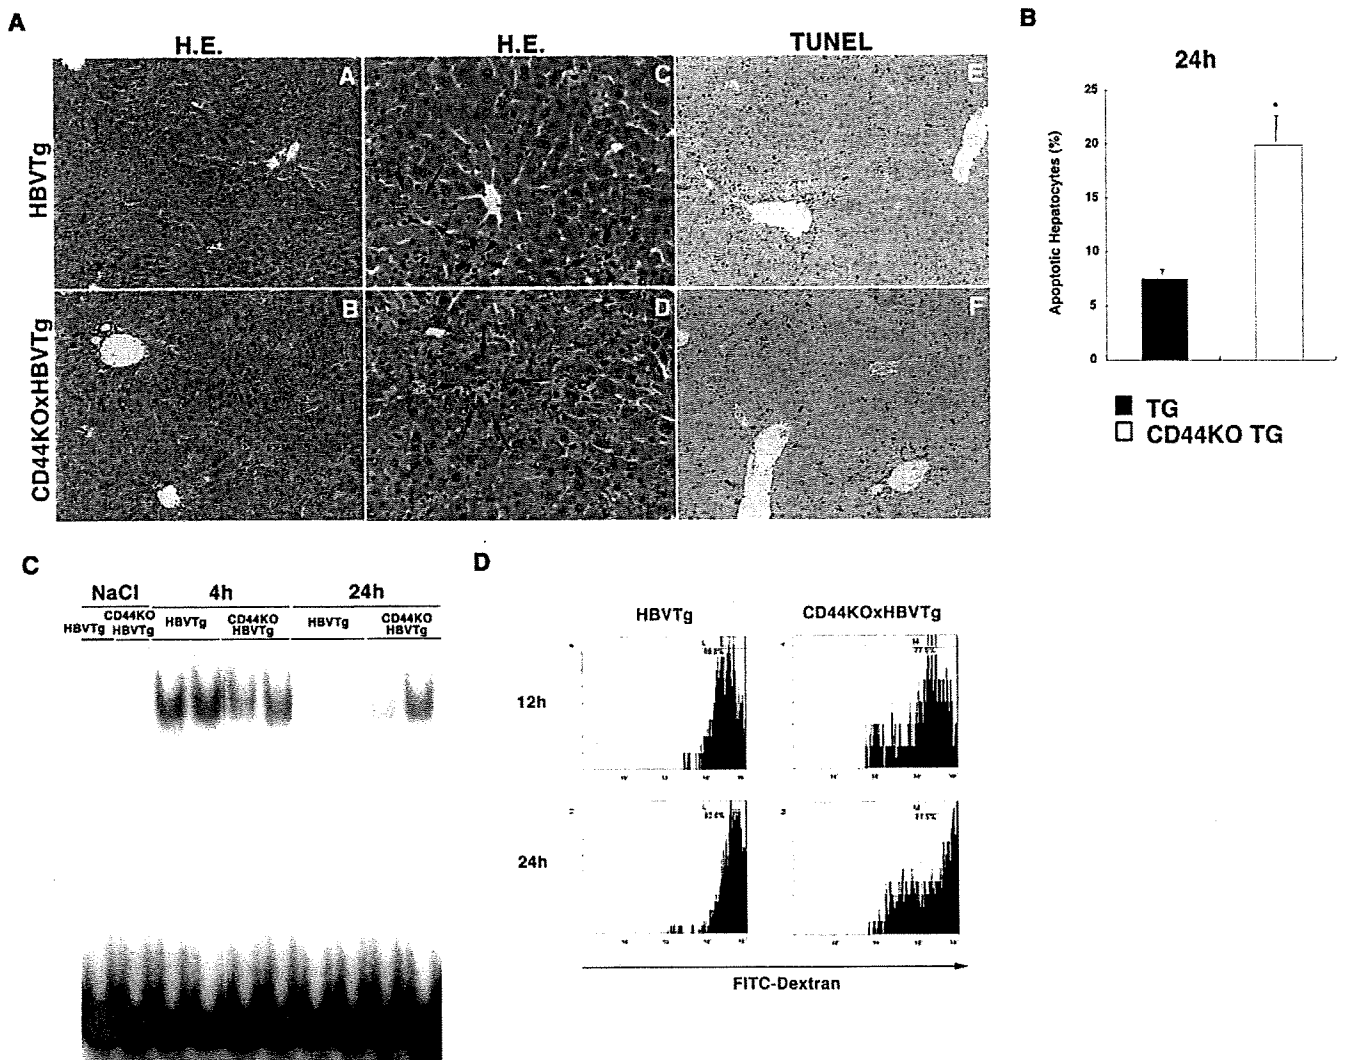 A
H.E.
H.E.
TUNEL
HBVTg
A
C
E
CD44KOxHBVTg
B
D
F
B
24h
Apoptotic Hepatocytes (%)
25
20
15
10
5
0
TG
CD44KO TG
C
NaCl
4h
24h
HBVTg
CD44KO
HBVTg
HBVTg
CD44KO
HBVTg
HBVTg
CD44KO
HBVTg
D
HBVTg
CD44KOxHBVTg
12h
24h
FITC-Dextran